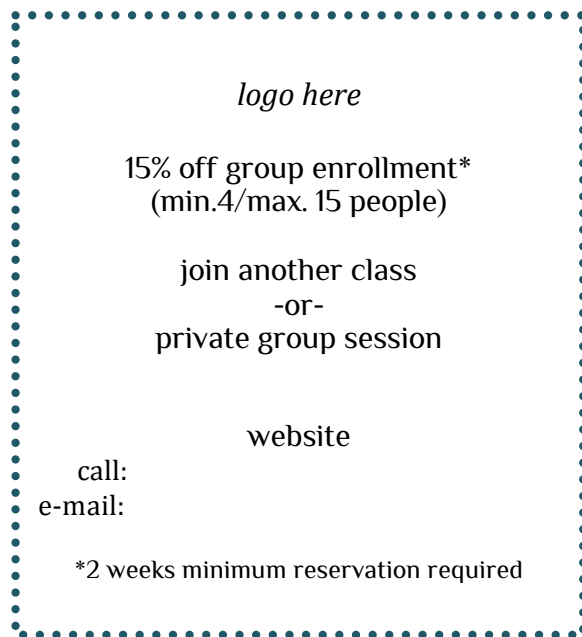 logo here
15% off group enrollment*
(min.4/max. 15 people)
join another class
-or-
private group session
website
call:
e-mail:
*2 weeks minimum reservation required